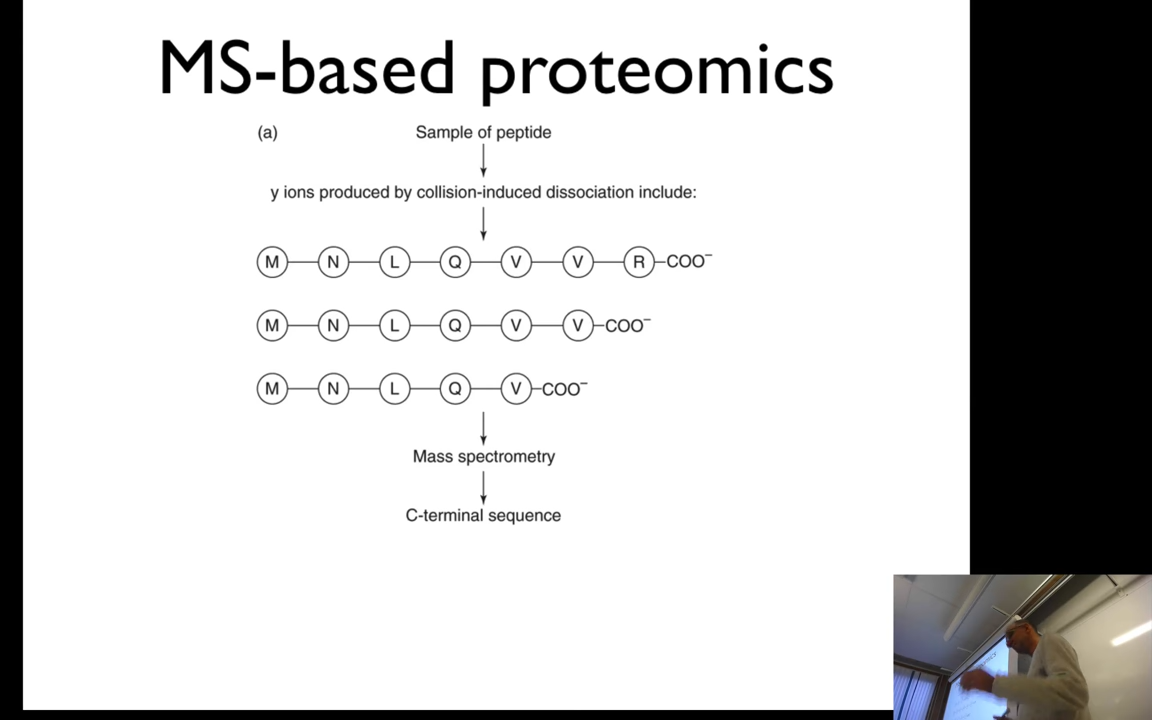 MS-based proteomics
(a) Sample of peptide
y ions produced by collision-induced dissociation include:
M N L Q V V R COO⁻
M N L Q V V COO⁻
M N L Q V COO⁻
Mass spectrometry
C-terminal sequence